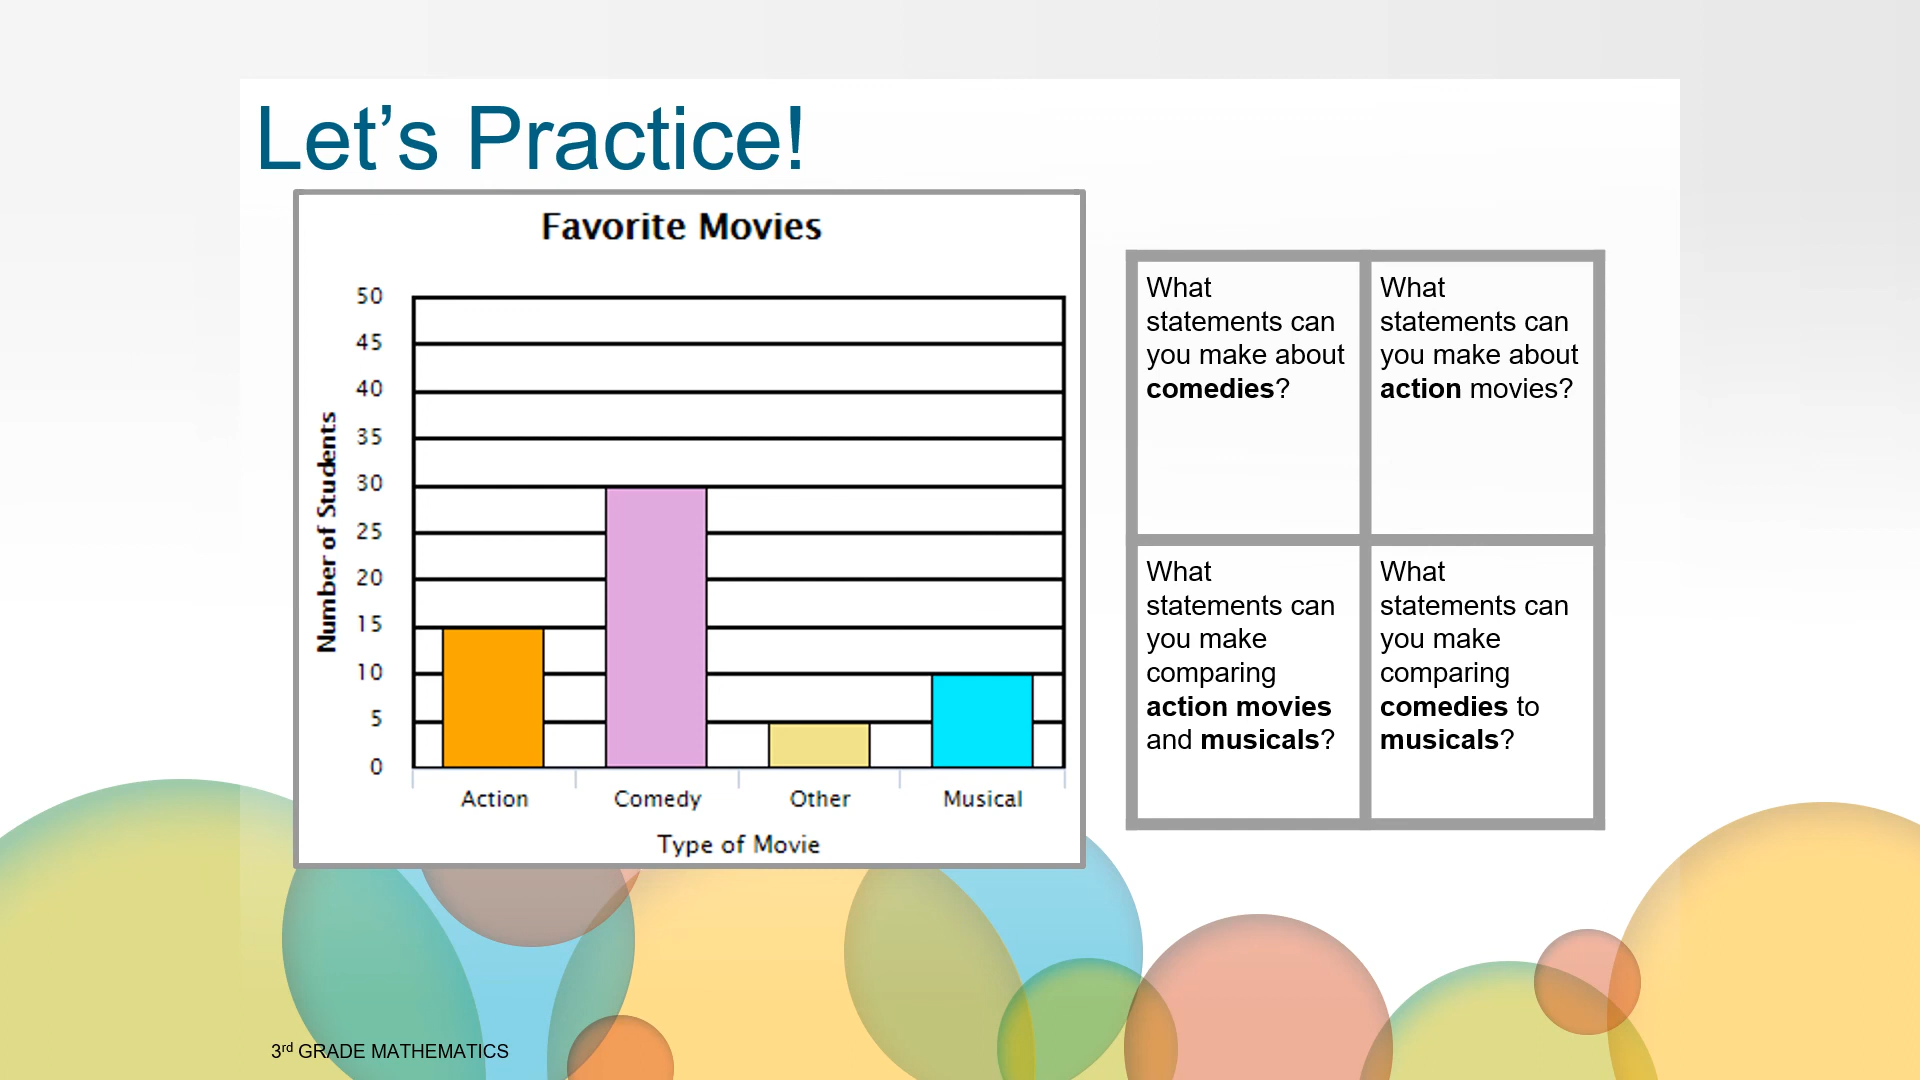 Let’s Practice!
Favorite Movies
50
45
40
35
30
25
20
15
10
5
0
Number of Students
Action
Comedy
Other
Musical
Type of Movie
What
statements can
you make about
comedies?
What
statements can
you make about
action movies?
What
statements can
you make
comparing
action movies
and musicals?
What
statements can
you make
comparing
comedies to
musicals?
3rd GRADE MATHEMATICS